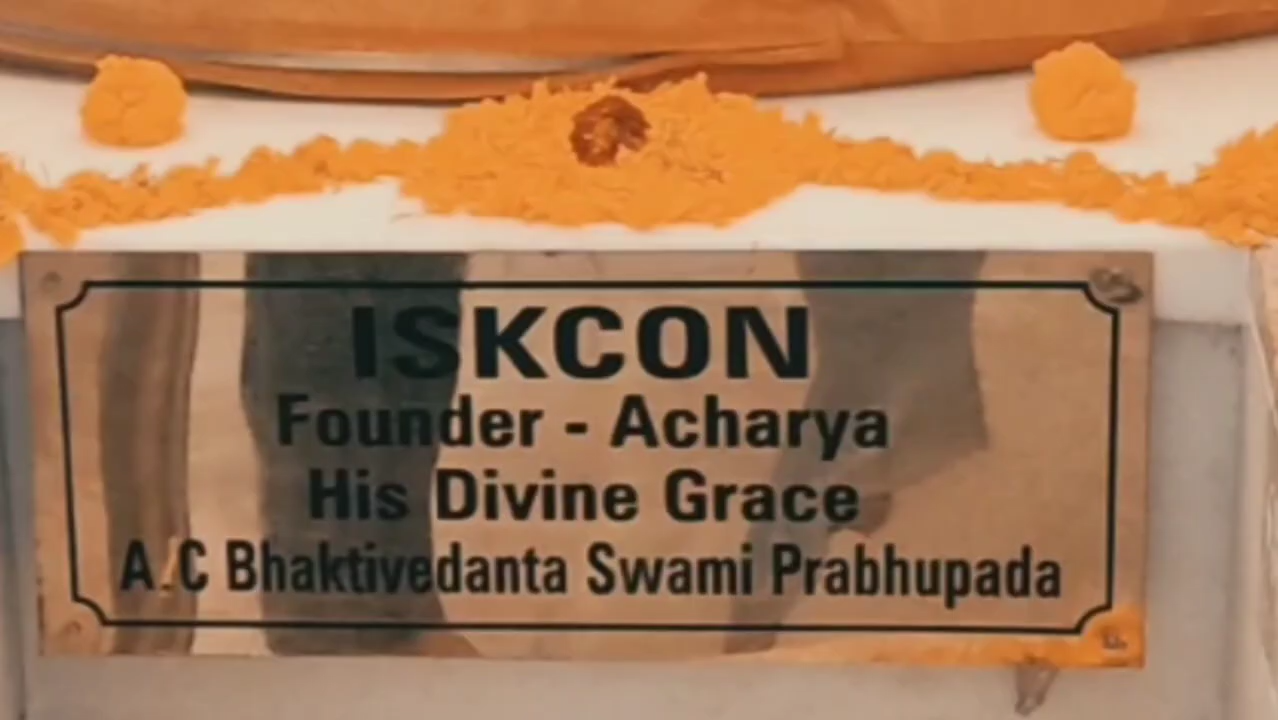 ISKCON
Founder - Acharya
His Divine Grace
A.C Bhaktivedanta Swami Prabhupada